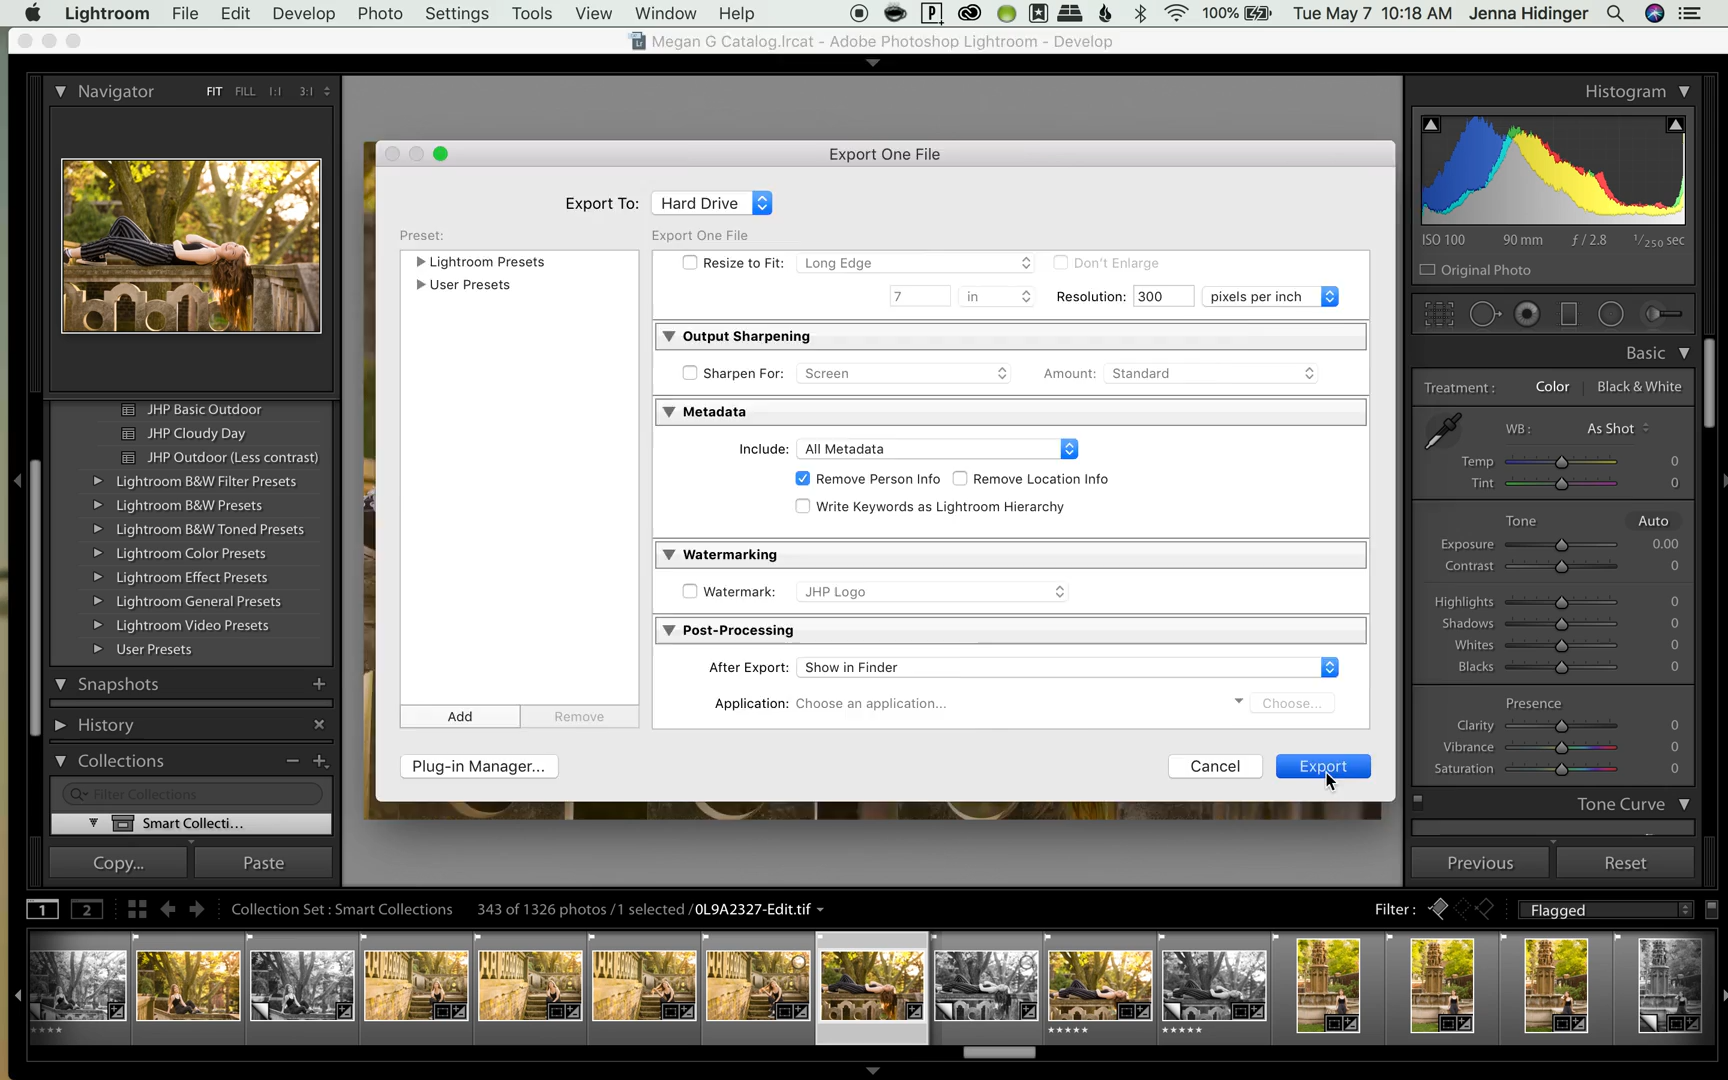 Lightroom File Edit Develop Photo Settings Tools View Window Help 100% Tue May 7 10:18 AM Jenna Hidinger
Megan G Catalog.lrcat - Adobe Photoshop Lightroom - Develop
Navigator FIT FILL 1:1 3:1
JHP Basic Outdoor
JHP Cloudy Day
JHP Outdoor (Less contrast)
Lightroom B&W Filter Presets
Lightroom B&W Presets
Lightroom B&W Toned Presets
Lightroom Color Presets
Lightroom Effect Presets
Lightroom General Presets
Lightroom Video Presets
User Presets
Snapshots
History
Collections
Filter Collections
Smart Collecti...
Copy... Paste
Export One File
Export To: Hard Drive
Preset:
Lightroom Presets
User Presets
Add Remove
Export One File
Resize to Fit: Long Edge Don't Enlarge
7 in Resolution: 300 pixels per inch
Output Sharpening
Sharpen For: Screen Amount: Standard
Metadata
Include: All Metadata
Remove Person Info Remove Location Info
Write Keywords as Lightroom Hierarchy
Watermarking
Watermark: JHP Logo
Post-Processing
After Export: Show in Finder
Application: Choose an application... Choose...
Plug-in Manager... Cancel Export
Histogram
ISO 100 90 mm f / 2.8 1/250 sec
Original Photo
Basic
Treatment : Color Black & White
WB : As Shot
Temp 0
Tint 0
Tone Auto
Exposure 0.00
Contrast 0
Highlights 0
Shadows 0
Whites 0
Blacks 0
Presence
Clarity 0
Vibrance 0
Saturation 0
Tone Curve
Previous Reset
1 2 Collection Set : Smart Collections 343 of 1326 photos / 1 selected / 0L9A2327-Edit.tif Filter : Flagged